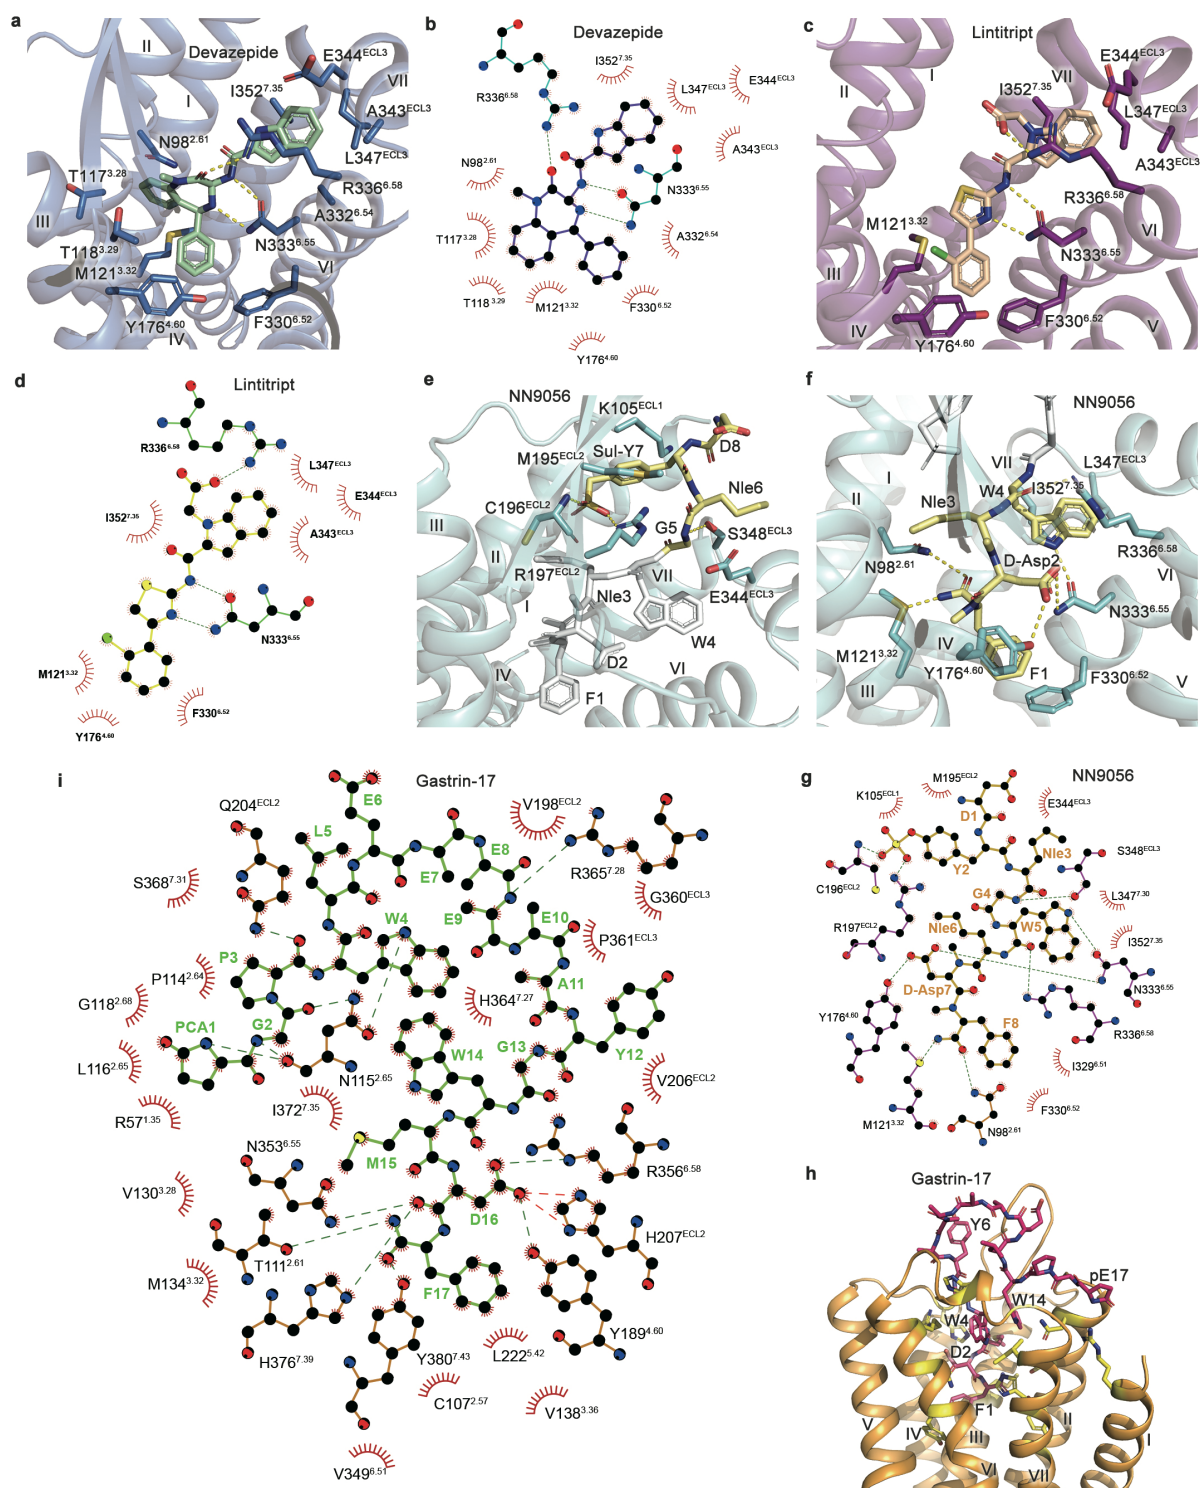 a
II
Devazepide
E344ECL3
VII
I
I3527.35
A343ECL3
N982.61
L347ECL3
T1173.28
R3366.58
III
A3326.54
T1183.29
N3336.55
M1213.32
VI
Y1764.60
F3306.52
IV
b
Devazepide
I3527.35
E344ECL3
L347ECL3
R3366.58
A343ECL3
N982.61
N3336.55
T1173.28
A3326.54
T1183.29
M1213.32
F3306.52
Y1764.60
c
Lintitript
I
E344ECL3
VII
I3527.35
II
L347ECL3
A343ECL3
R3366.58
M1213.32
VI
N3336.55
III
IV
F3306.52
V
Y1764.60
d
Lintitript
R3366.58
L347ECL3
E344ECL3
I3527.35
A343ECL3
N3336.55
M1213.32
F3306.52
Y1764.60
e
NN9056
K105ECL1
D8
Sul-Y7
M195ECL2
Nle6
C196ECL2
G5
III
S348ECL3
II
R197ECL2
VII
E344ECL3
Nle3
I
W4
D2
IV
VI
F1
f
NN9056
VII
L347ECL3
I
W4
I3527.35
II
Nle3
D-Asp2
R3366.58
N982.61
VI
N3336.55
IV
M1213.32
Y1764.60
F1
F3306.52
III
V
i
Gastrin-17
E6
V198ECL2
Q204ECL2
L5
E8
E7
R3657.28
S3687.31
G360ECL3
E9
E10
W4
P361ECL3
P3
P1142.64
A11
G1182.68
H3647.27
PCA1
G2
G13
W14
Y12
L1162.65
N1152.65
V206ECL2
I3727.35
R571.35
N3536.55
M15
R3566.58
V1303.28
D16
H207ECL2
T1112.61
M1343.32
F17
H3767.39
Y3807.43
L2225.42
Y1894.60
C1072.57
V1383.36
V3496.51
g
NN9056
M195ECL2
K105ECL1
E344ECL3
D1
Nle3
S348ECL3
Y2
C196ECL2
G4
L3477.30
R197ECL2
Nle6
W5
I3527.35
D-Asp7
N3336.55
Y1764.60
F8
R3366.58
I3296.51
F3306.52
M1213.32
N982.61
h
Gastrin-17
Y6
pE17
W14
W4
D2
F1
V
II
IV
III
I
VI
VII